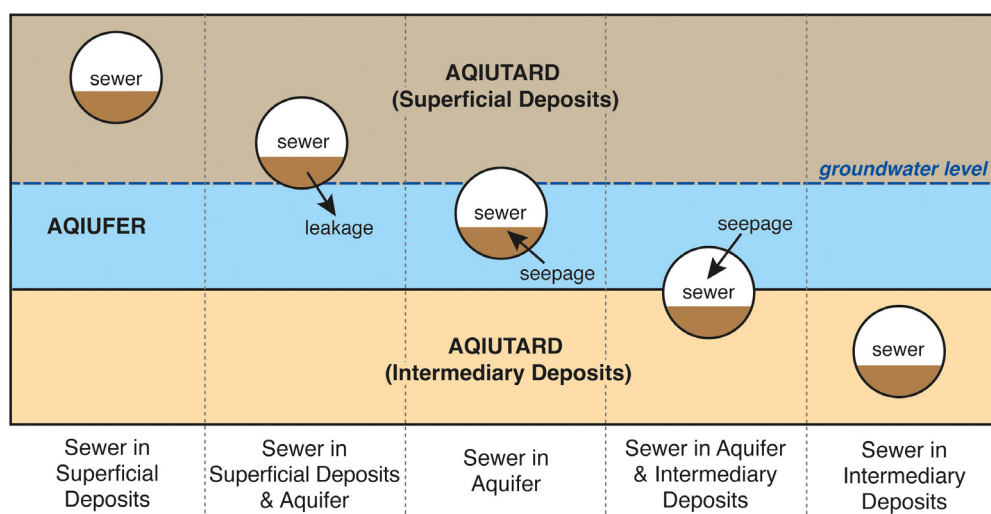 sewer
AQIUTARD
(Superficial Deposits)
sewer
groundwater level
sewer
AQIUFER
leakage
seepage
seepage
sewer
sewer
AQIUTARD
(Intermediary Deposits)
Sewer in
Superficial
Deposits
Sewer in
Superficial Deposits
& Aquifer
Sewer in
Aquifer
Sewer in Aquifer
& Intermediary
Deposits
Sewer in
Intermediary
Deposits